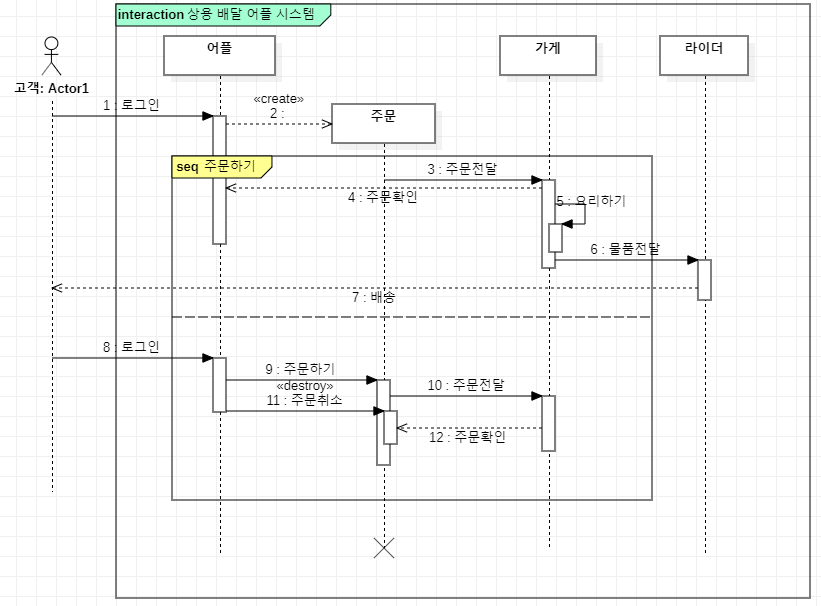 interaction 상용 배달 어플 시스템
고객: Actor1
어플
주문
가게
라이더
1 : 로그인
«create»
2 :
seq 주문하기
3 : 주문전달
4 : 주문확인
5 : 요리하기
6 : 물품전달
7 : 배송
8 : 로그인
9 : 주문하기
«destroy»
10 : 주문전달
11 : 주문취소
12 : 주문확인